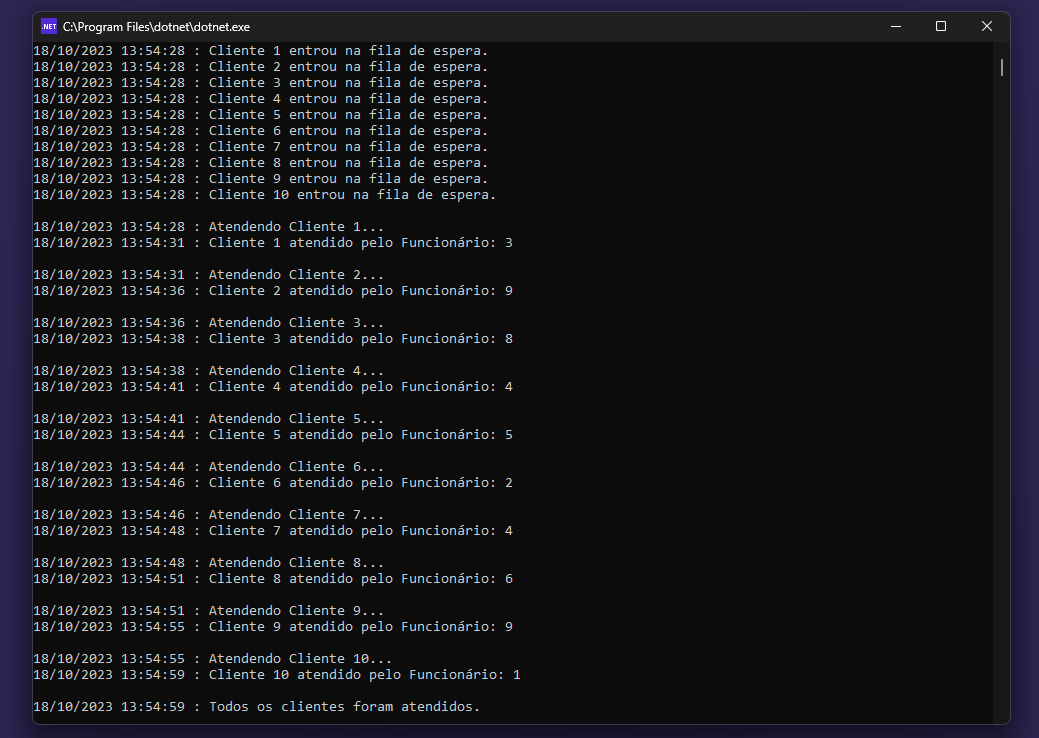 .NET C:\Program Files\dotnet\dotnet.exe
18/10/2023 13:54:28 : Cliente 1 entrou na fila de espera.
18/10/2023 13:54:28 : Cliente 2 entrou na fila de espera.
18/10/2023 13:54:28 : Cliente 3 entrou na fila de espera.
18/10/2023 13:54:28 : Cliente 4 entrou na fila de espera.
18/10/2023 13:54:28 : Cliente 5 entrou na fila de espera.
18/10/2023 13:54:28 : Cliente 6 entrou na fila de espera.
18/10/2023 13:54:28 : Cliente 7 entrou na fila de espera.
18/10/2023 13:54:28 : Cliente 8 entrou na fila de espera.
18/10/2023 13:54:28 : Cliente 9 entrou na fila de espera.
18/10/2023 13:54:28 : Cliente 10 entrou na fila de espera.
18/10/2023 13:54:28 : Atendendo Cliente 1...
18/10/2023 13:54:31 : Cliente 1 atendido pelo Funcionário: 3
18/10/2023 13:54:31 : Atendendo Cliente 2...
18/10/2023 13:54:36 : Cliente 2 atendido pelo Funcionário: 9
18/10/2023 13:54:36 : Atendendo Cliente 3...
18/10/2023 13:54:38 : Cliente 3 atendido pelo Funcionário: 8
18/10/2023 13:54:38 : Atendendo Cliente 4...
18/10/2023 13:54:41 : Cliente 4 atendido pelo Funcionário: 4
18/10/2023 13:54:41 : Atendendo Cliente 5...
18/10/2023 13:54:44 : Cliente 5 atendido pelo Funcionário: 5
18/10/2023 13:54:44 : Atendendo Cliente 6...
18/10/2023 13:54:46 : Cliente 6 atendido pelo Funcionário: 2
18/10/2023 13:54:46 : Atendendo Cliente 7...
18/10/2023 13:54:48 : Cliente 7 atendido pelo Funcionário: 4
18/10/2023 13:54:48 : Atendendo Cliente 8...
18/10/2023 13:54:51 : Cliente 8 atendido pelo Funcionário: 6
18/10/2023 13:54:51 : Atendendo Cliente 9...
18/10/2023 13:54:55 : Cliente 9 atendido pelo Funcionário: 9
18/10/2023 13:54:55 : Atendendo Cliente 10...
18/10/2023 13:54:59 : Cliente 10 atendido pelo Funcionário: 1
18/10/2023 13:54:59 : Todos os clientes foram atendidos.